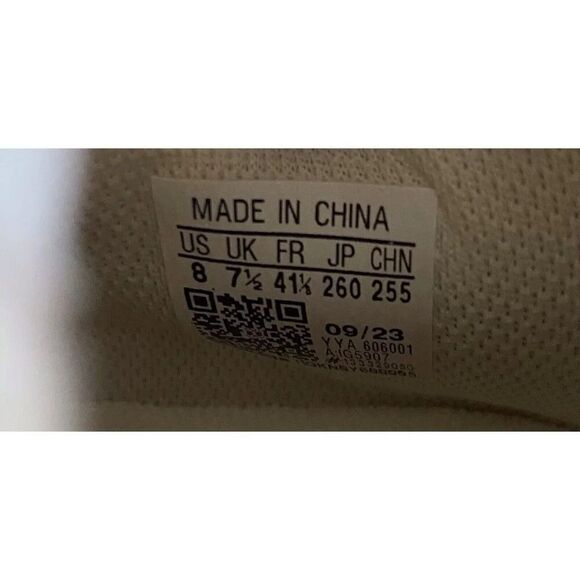 MADE IN CHINA
US UK FR JP CHN
8 7½ 41⅓ 260 255
09/23
YYA 606001
A:IG5907